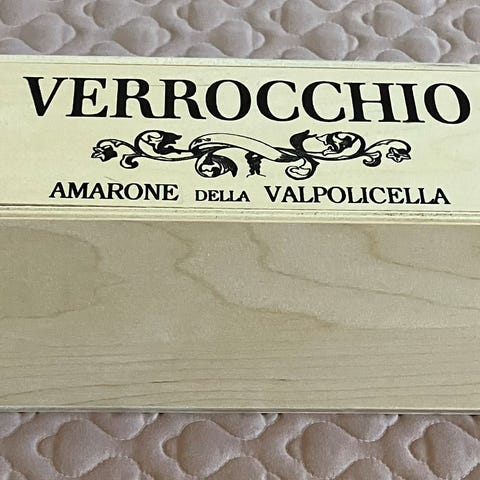 VERROCCHIO
AMARONE DELLA VALPOLICELLA